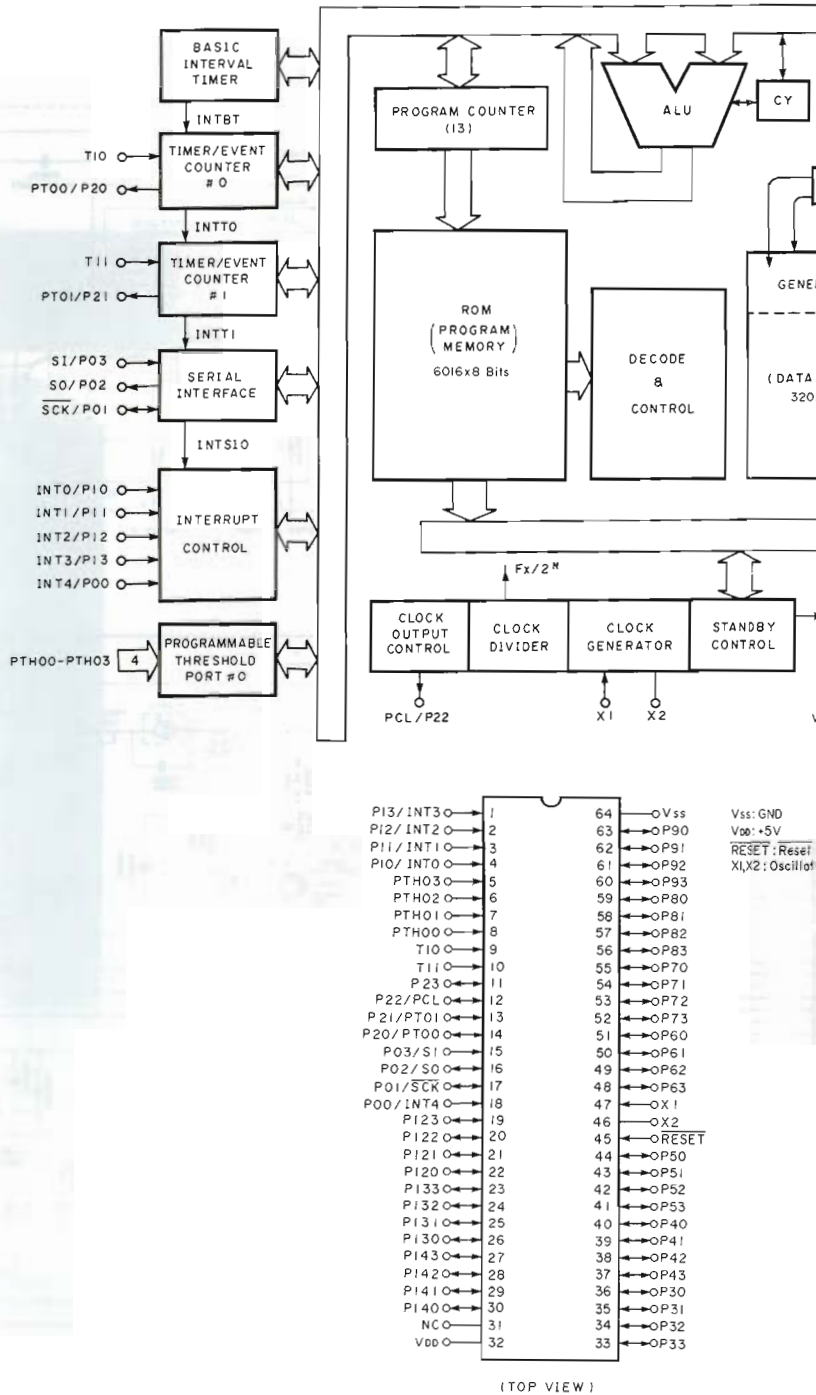 BASIC
INTERVAL
TIMER
INTBT
PROGRAM COUNTER
(13)
ALU
CY
TI0
PTO0/P20
TIMER/EVENT
COUNTER
#0
INTT0
TI1
PTO1/P21
TIMER/EVENT
COUNTER
#1
INTT1
SI/P03
SO/P02
SCK/P01
SERIAL
INTERFACE
INTSIO
INT0/P10
INT1/P11
INT2/P12
INT3/P13
INT4/P00
INTERRUPT
CONTROL
PTH00-PTH03
4
PROGRAMMABLE
THRESHOLD
PORT #0
ROM
(PROGRAM
MEMORY)
6016x8 Bits
DECODE
&
CONTROL
GENE
(DATA
320
Fx/2ᴺ
CLOCK
OUTPUT
CONTROL
CLOCK
DIVIDER
CLOCK
GENERATOR
STANDBY
CONTROL
PCL/P22
X1
X2
P13/INT3 1 64 Vss
P12/INT2 2 63 P90
P11/INT1 3 62 P91
P10/INT0 4 61 P92
PTH03 5 60 P93
PTH02 6 59 P80
PTH01 7 58 P81
PTH00 8 57 P82
TI0 9 56 P83
TI1 10 55 P70
P23 11 54 P71
P22/PCL 12 53 P72
P21/PTO1 13 52 P73
P20/PTO0 14 51 P60
P03/SI 15 50 P61
P02/SO 16 49 P62
P01/SCK 17 48 P63
P00/INT4 18 47 X1
P123 19 46 X2
P122 20 45 RESET
P121 21 44 P50
P120 22 43 P51
P133 23 42 P52
P132 24 41 P53
P131 25 40 P40
P130 26 39 P41
P143 27 38 P42
P142 28 37 P43
P141 29 36 P30
P140 30 35 P31
NC 31 34 P32
VDD 32 33 P33
Vss: GND
VDD: +5V
RESET: Reset
X1,X2: Oscillat
(TOP VIEW)